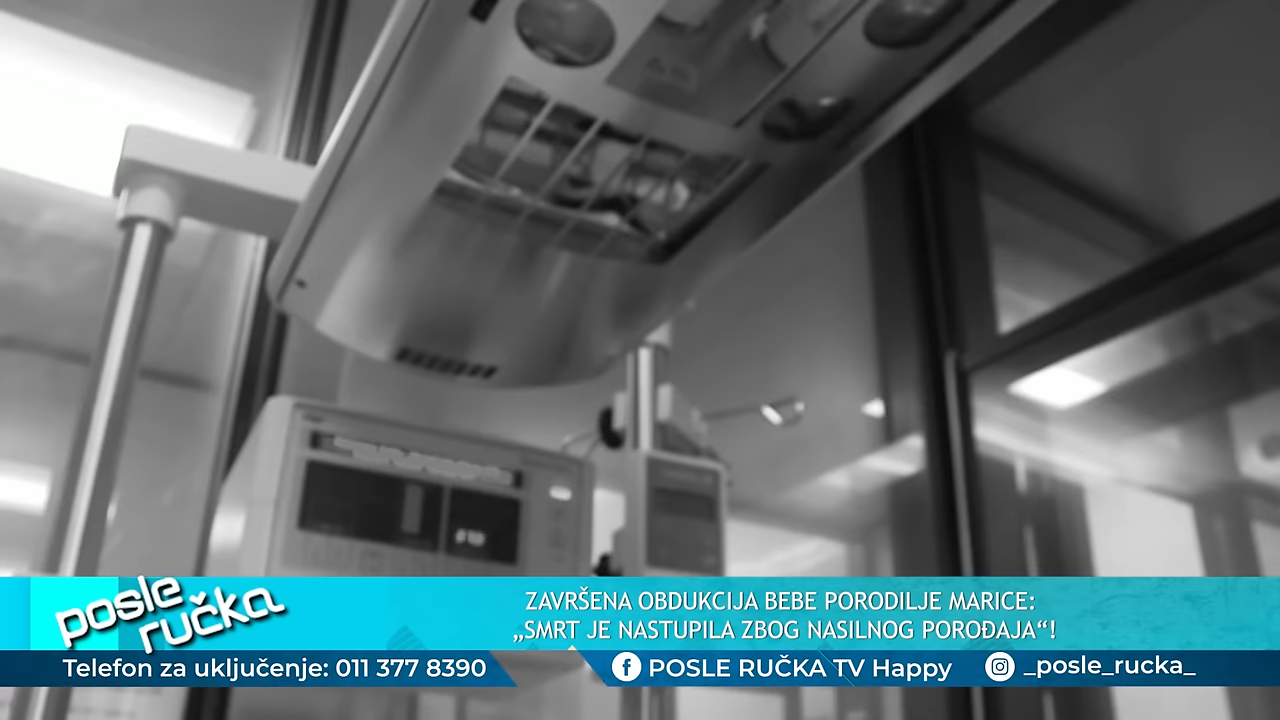 posle
ručka
ZAVRŠENA OBDUKCIJA BEBE PORODILJE MARICE:
„SMRT JE NASTUPILA ZBOG NASILNOG POROĐAJA“!
Telefon za uključenje: 011 377 8390
POSLE RUČKA TV Happy
_posle_rucka_